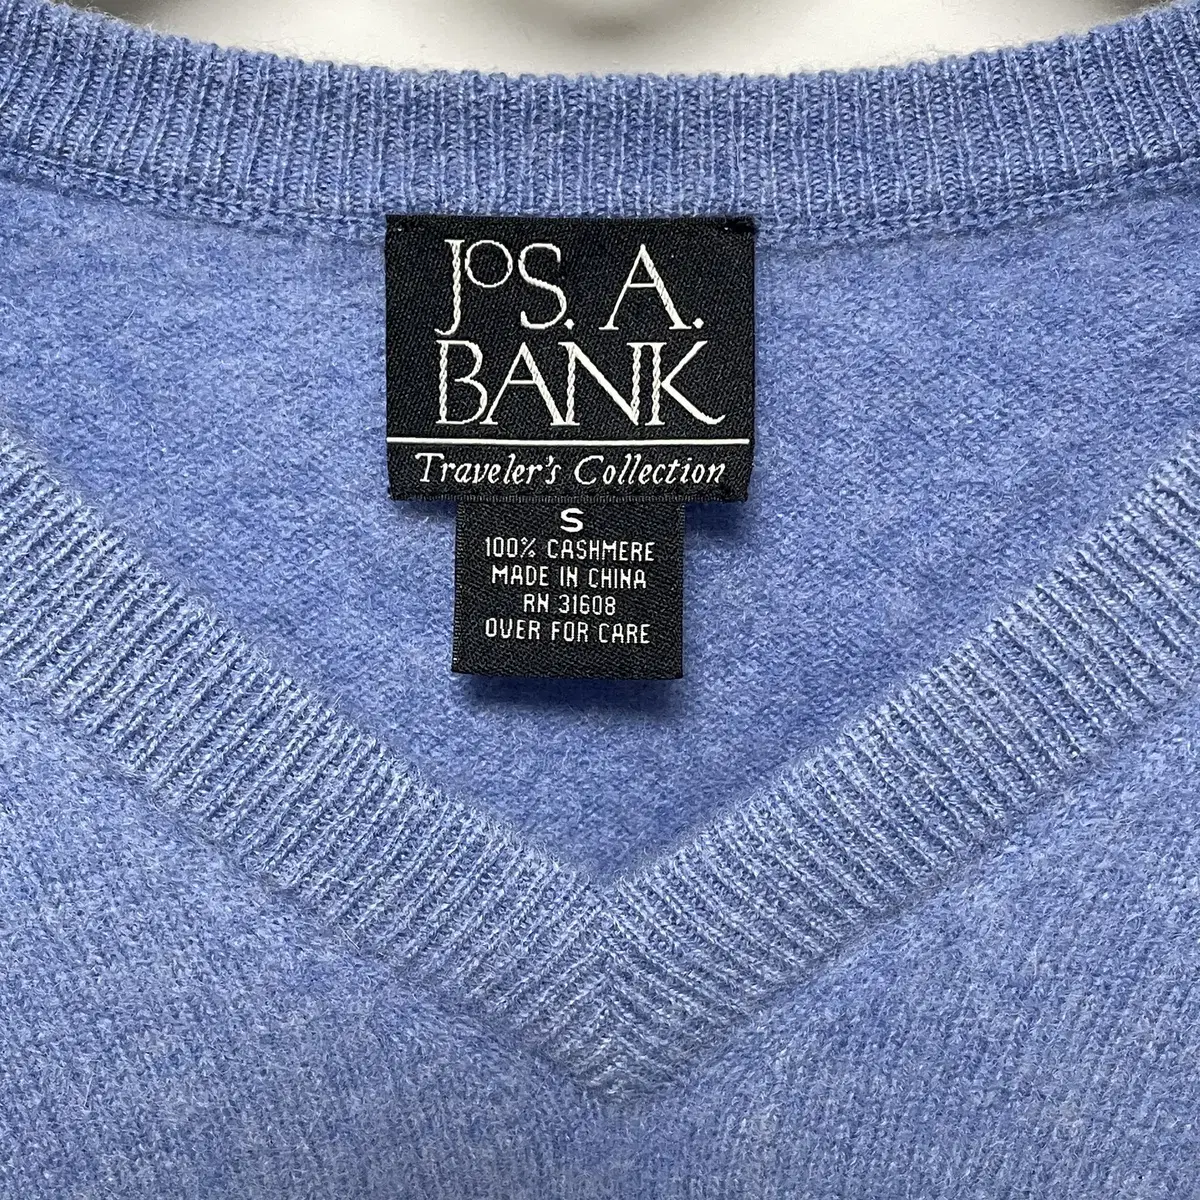 JOS. A.
BANK
Traveler's Collection
S
100% CASHMERE
MADE IN CHINA
RN 31608
OVER FOR CARE